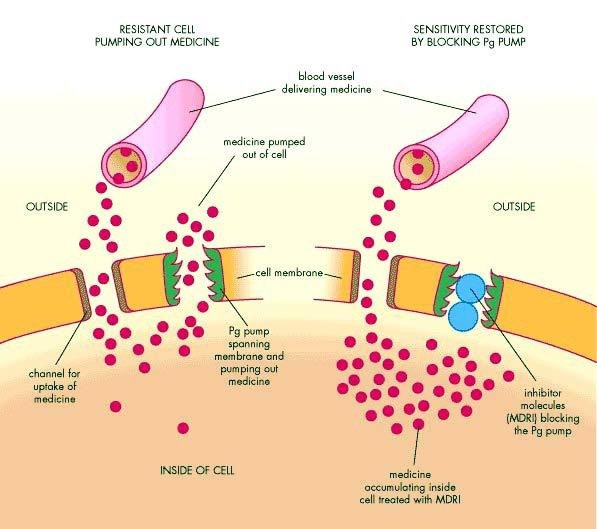 RESISTANT CELL
PUMPING OUT MEDICINE
SENSITIVITY RESTORED
BY BLOCKING Pg PUMP
blood vessel
delivering medicine
medicine pumped
out of cell
OUTSIDE
OUTSIDE
cell membrane
Pg pump
spanning
membrane and
pumping out
medicine
channel for
uptake of
medicine
inhibitor
molecules
(MDRI) blocking
the Pg pump
INSIDE OF CELL
medicine
accumulating inside
cell treated with MDRI